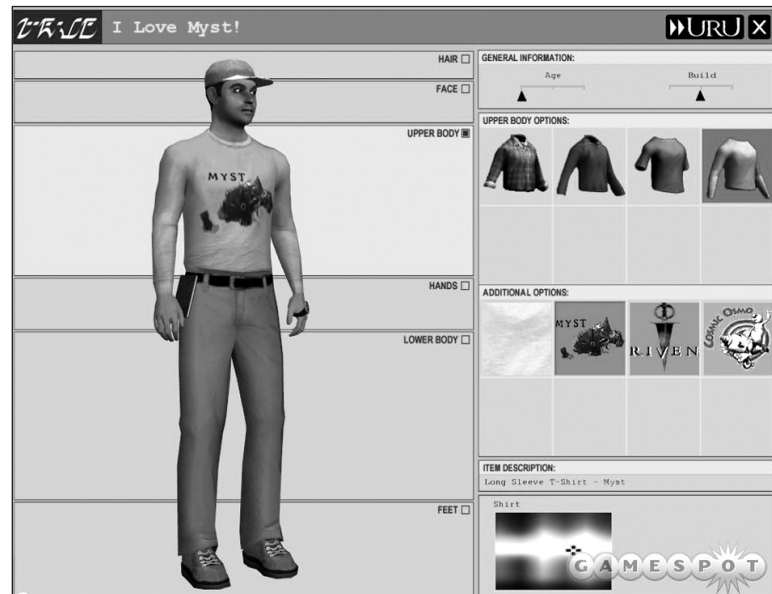 I Love Myst!
URU X
HAIR
FACE
UPPER BODY
MYST
HANDS
LOWER BODY
FEET
GENERAL INFORMATION:
Age Build
UPPER BODY OPTIONS:
ADDITIONAL OPTIONS:
MYST
RIVEN
COSMIC OSMO
ITEM DESCRIPTION:
Long Sleeve T-Shirt - Myst
Shirt
GAMESPOT